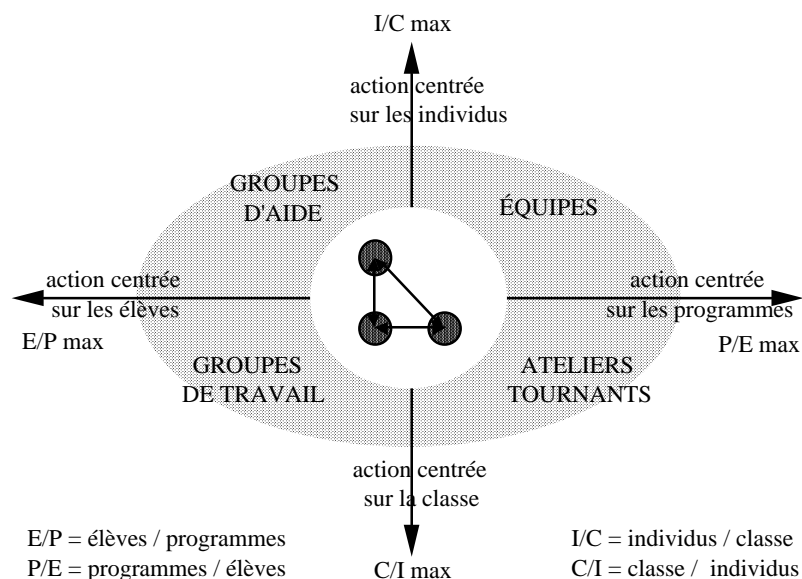 I/C max
action centrée
sur les individus
GROUPES
D'AIDE
ÉQUIPES
action centrée
sur les élèves
E/P max
action centrée
sur les programmes
P/E max
GROUPES
DE TRAVAIL
ATELIERS
TOURNANTS
action centrée
sur la classe
E/P = élèves / programmes
P/E = programmes / élèves
C/I max
I/C = individus / classe
C/I = classe / individus